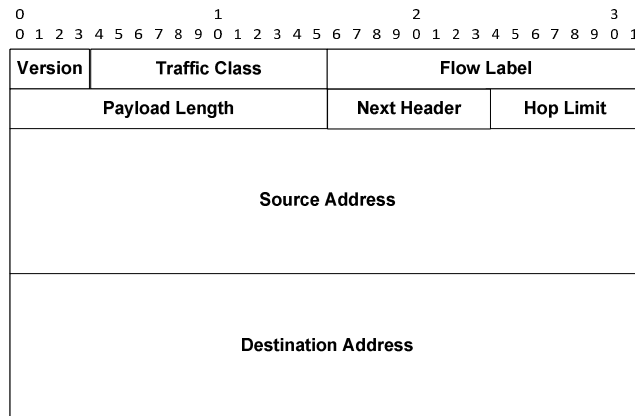 0 1 2 3
0 1 2 3 4 5 6 7 8 9 0 1 2 3 4 5 6 7 8 9 0 1 2 3 4 5 6 7 8 9 0 1
Version Traffic Class Flow Label
Payload Length Next Header Hop Limit
Source Address
Destination Address